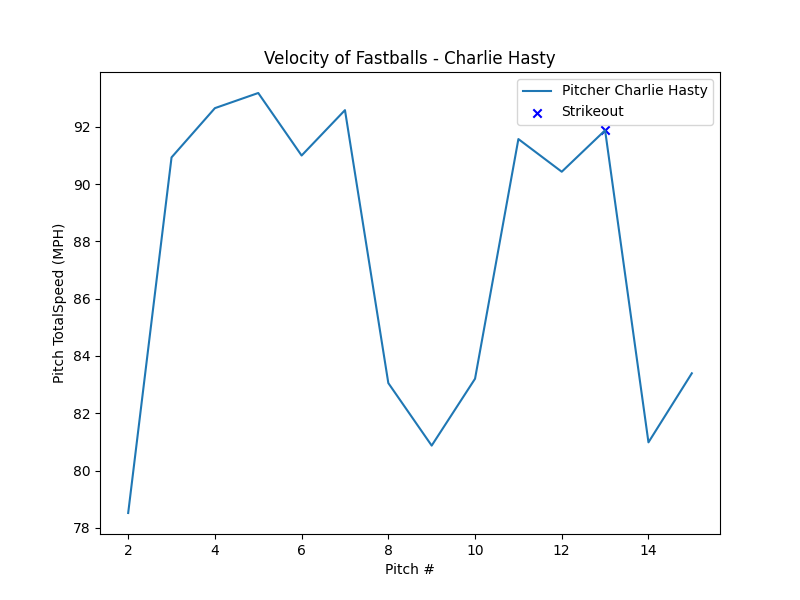 Velocity of Fastballs - Charlie Hasty
Pitcher Charlie Hasty
Strikeout
Pitch TotalSpeed (MPH)
92
90
88
86
84
82
80
78
2 4 6 8 10 12 14
Pitch #